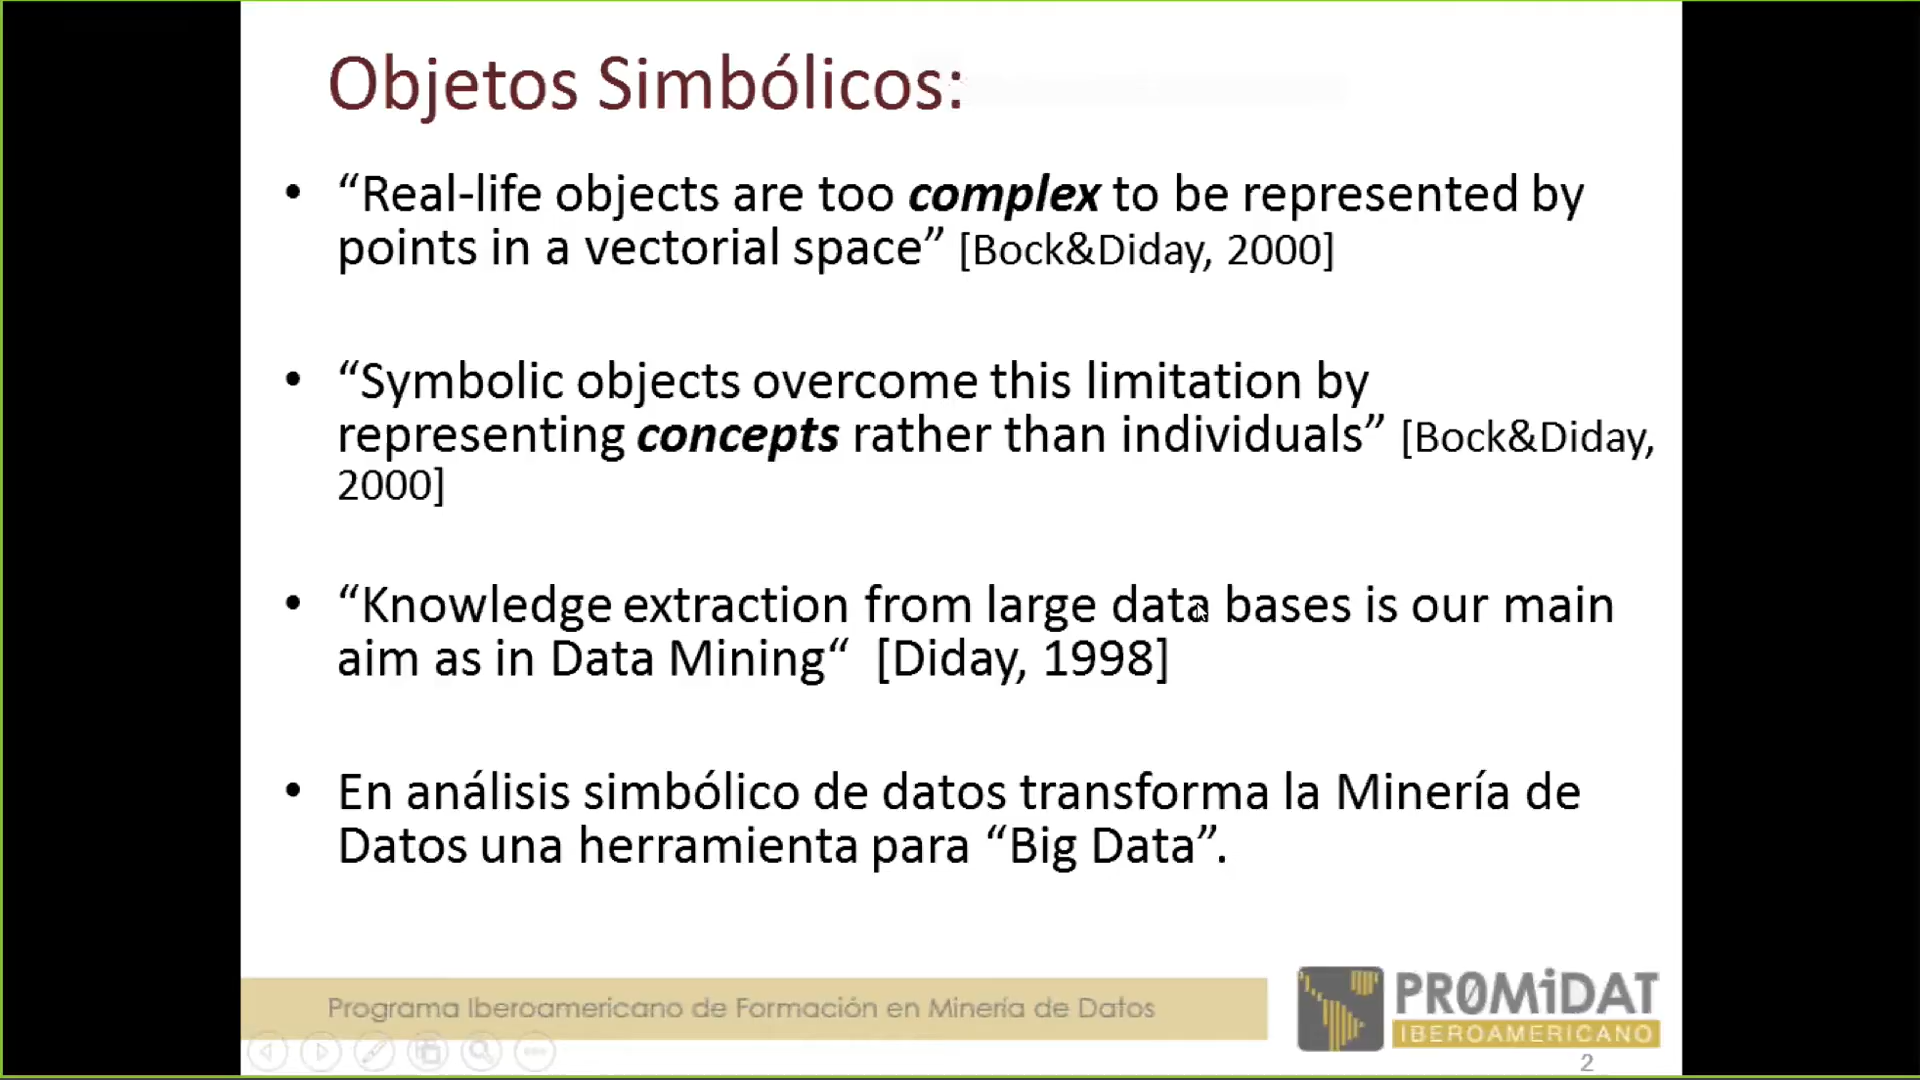 Objetos Simbólicos:
• “Real-life objects are too complex to be represented by
points in a vectorial space” [Bock&Diday, 2000]
• “Symbolic objects overcome this limitation by
representing concepts rather than individuals” [Bock&Diday,
2000]
• “Knowledge extraction from large data bases is our main
aim as in Data Mining“ [Diday, 1998]
• En análisis simbólico de datos transforma la Minería de
Datos una herramienta para “Big Data”.
Programa Iberoamericano de Formación en Minería de Datos
PR0MiDAT
IBEROAMERICANO
2